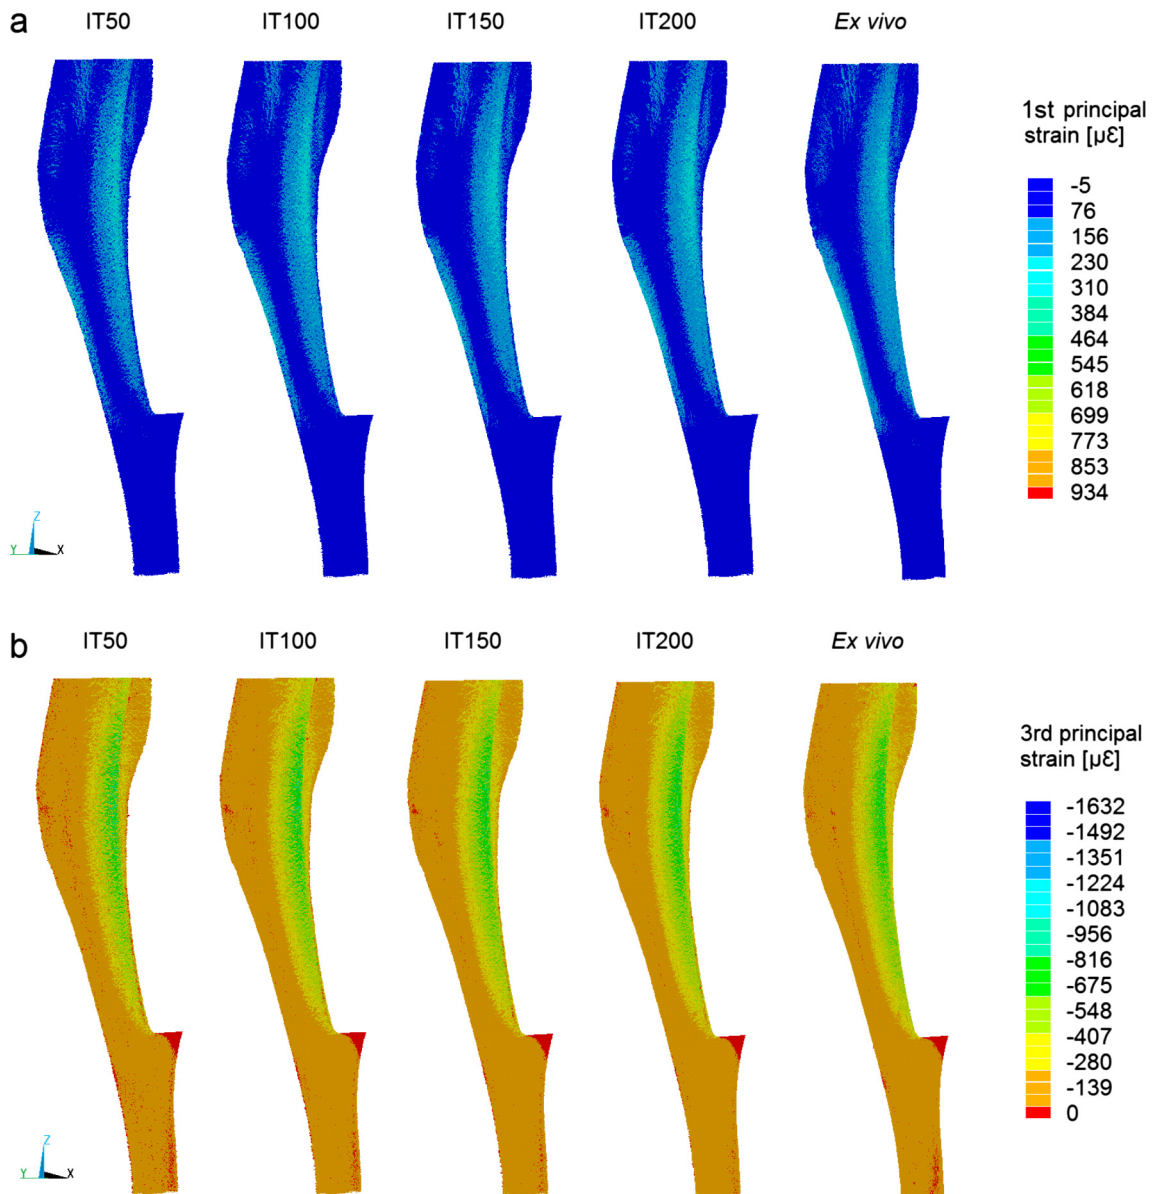 a
IT50 IT100 IT150 IT200 Ex vivo
1st principal
strain [µƐ]
-5
76
156
230
310
384
464
545
618
699
773
853
934
Z
Y X
b
IT50 IT100 IT150 IT200 Ex vivo
3rd principal
strain [µƐ]
-1632
-1492
-1351
-1224
-1083
-956
-816
-675
-548
-407
-280
-139
0
Z
Y X